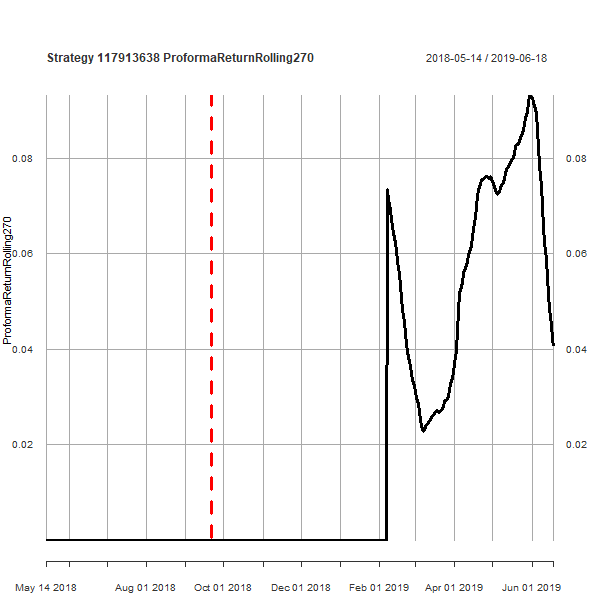 Strategy 117913638 ProformaReturnRolling270
2018-05-14 / 2019-06-18
ProformaReturnRolling270
0.08
0.08
0.06
0.06
0.04
0.04
0.02
0.02
May 14 2018
Aug 01 2018
Oct 01 2018
Dec 01 2018
Feb 01 2019
Apr 01 2019
Jun 01 2019